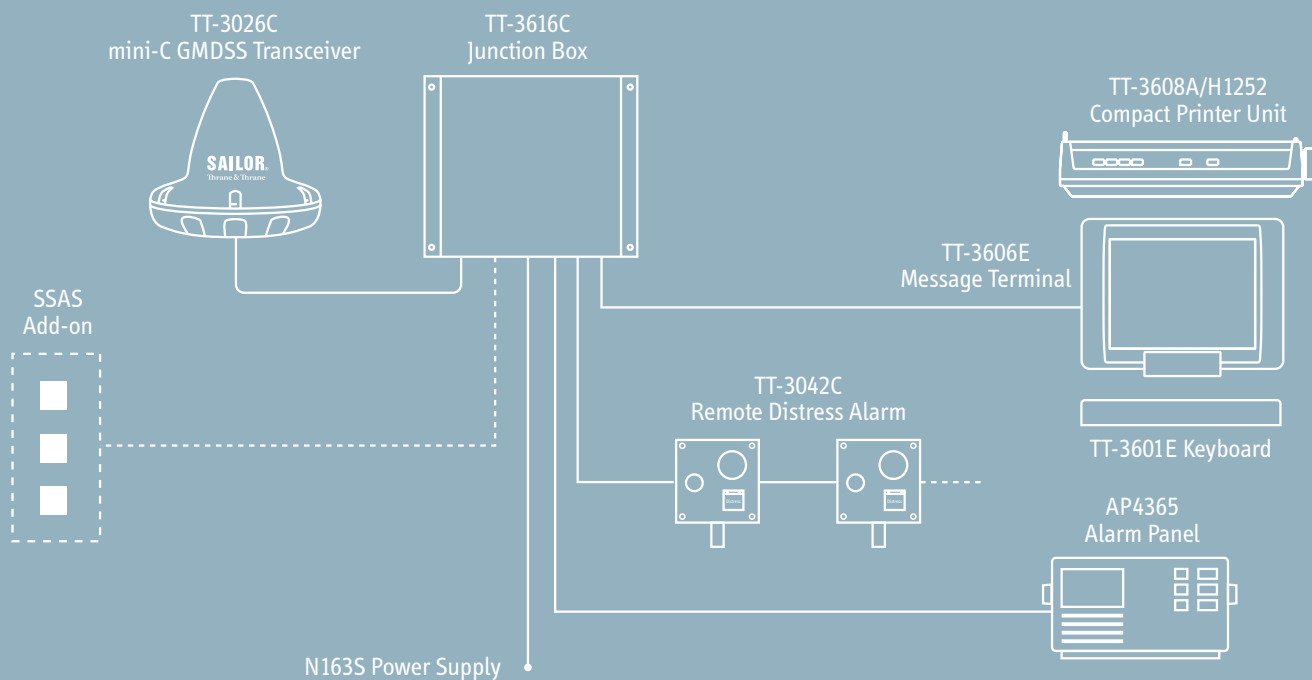 TT-3026C
mini-C GMDSS Transceiver
TT-3616C
Junction Box
TT-3608A/H1252
Compact Printer Unit
SAILOR®
Thrane & Thrane
TT-3606E
Message Terminal
SSAS
Add-on
TT-3042C
Remote Distress Alarm
Distress
Distress
TT-3601E Keyboard
AP4365
Alarm Panel
N163S Power Supply